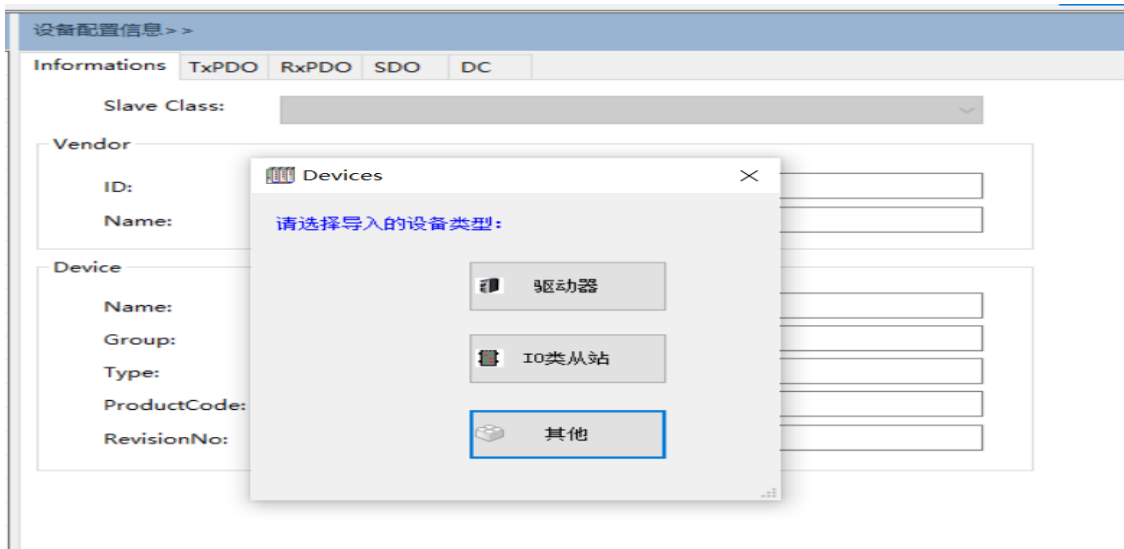 设备配置信息>>
Informations TxPDO RxPDO SDO DC
Slave Class:
Vendor
Devices
ID:
Name:
请选择导入的设备类型:
Device
驱动器
Name:
Group:
IO类从站
Type:
ProductCode:
其他
RevisionNo: